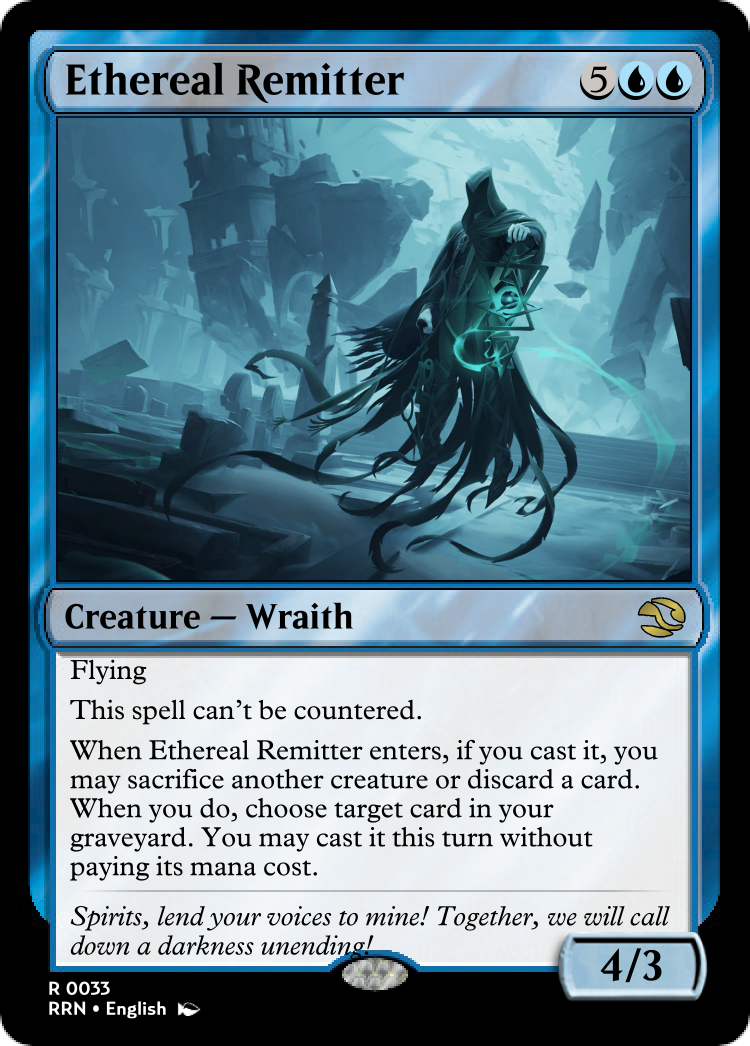 Ethereal Remitter 5
Creature — Wraith
Flying
This spell can't be countered.
When Ethereal Remitter enters, if you cast it, you
may sacrifice another creature or discard a card.
When you do, choose target card in your
graveyard. You may cast it this turn without
paying its mana cost.
Spirits, lend your voices to mine! Together, we will call
down a darkness unending!
4/3
R 0033
RRN • English